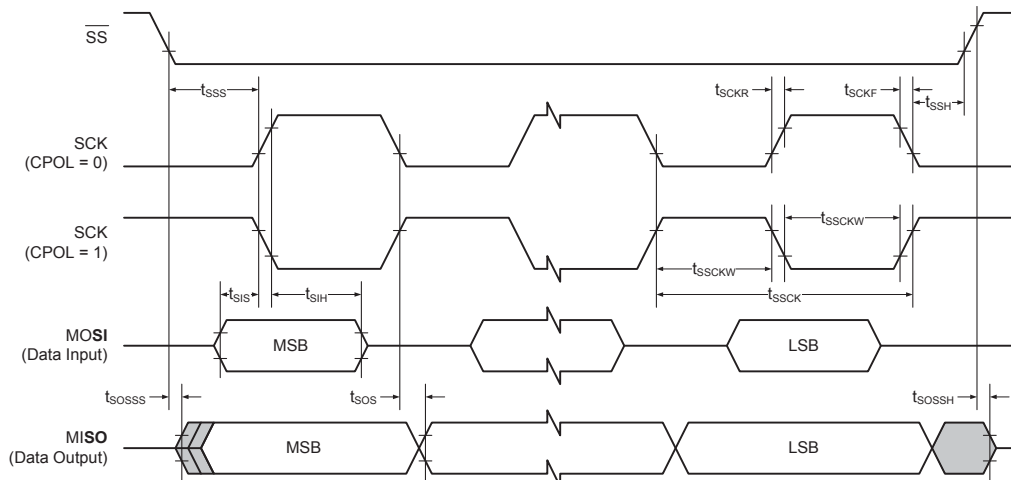 SS
tSSS
tSCKR
tSCKF
tSSH
SCK
(CPOL = 0)
SCK
(CPOL = 1)
tSSCKW
tSSCKW
tSIS
tSIH
tSSCK
MOSI
(Data Input)
MSB
LSB
tSOSSS
tSOS
tSOSSH
MISO
(Data Output)
MSB
LSB